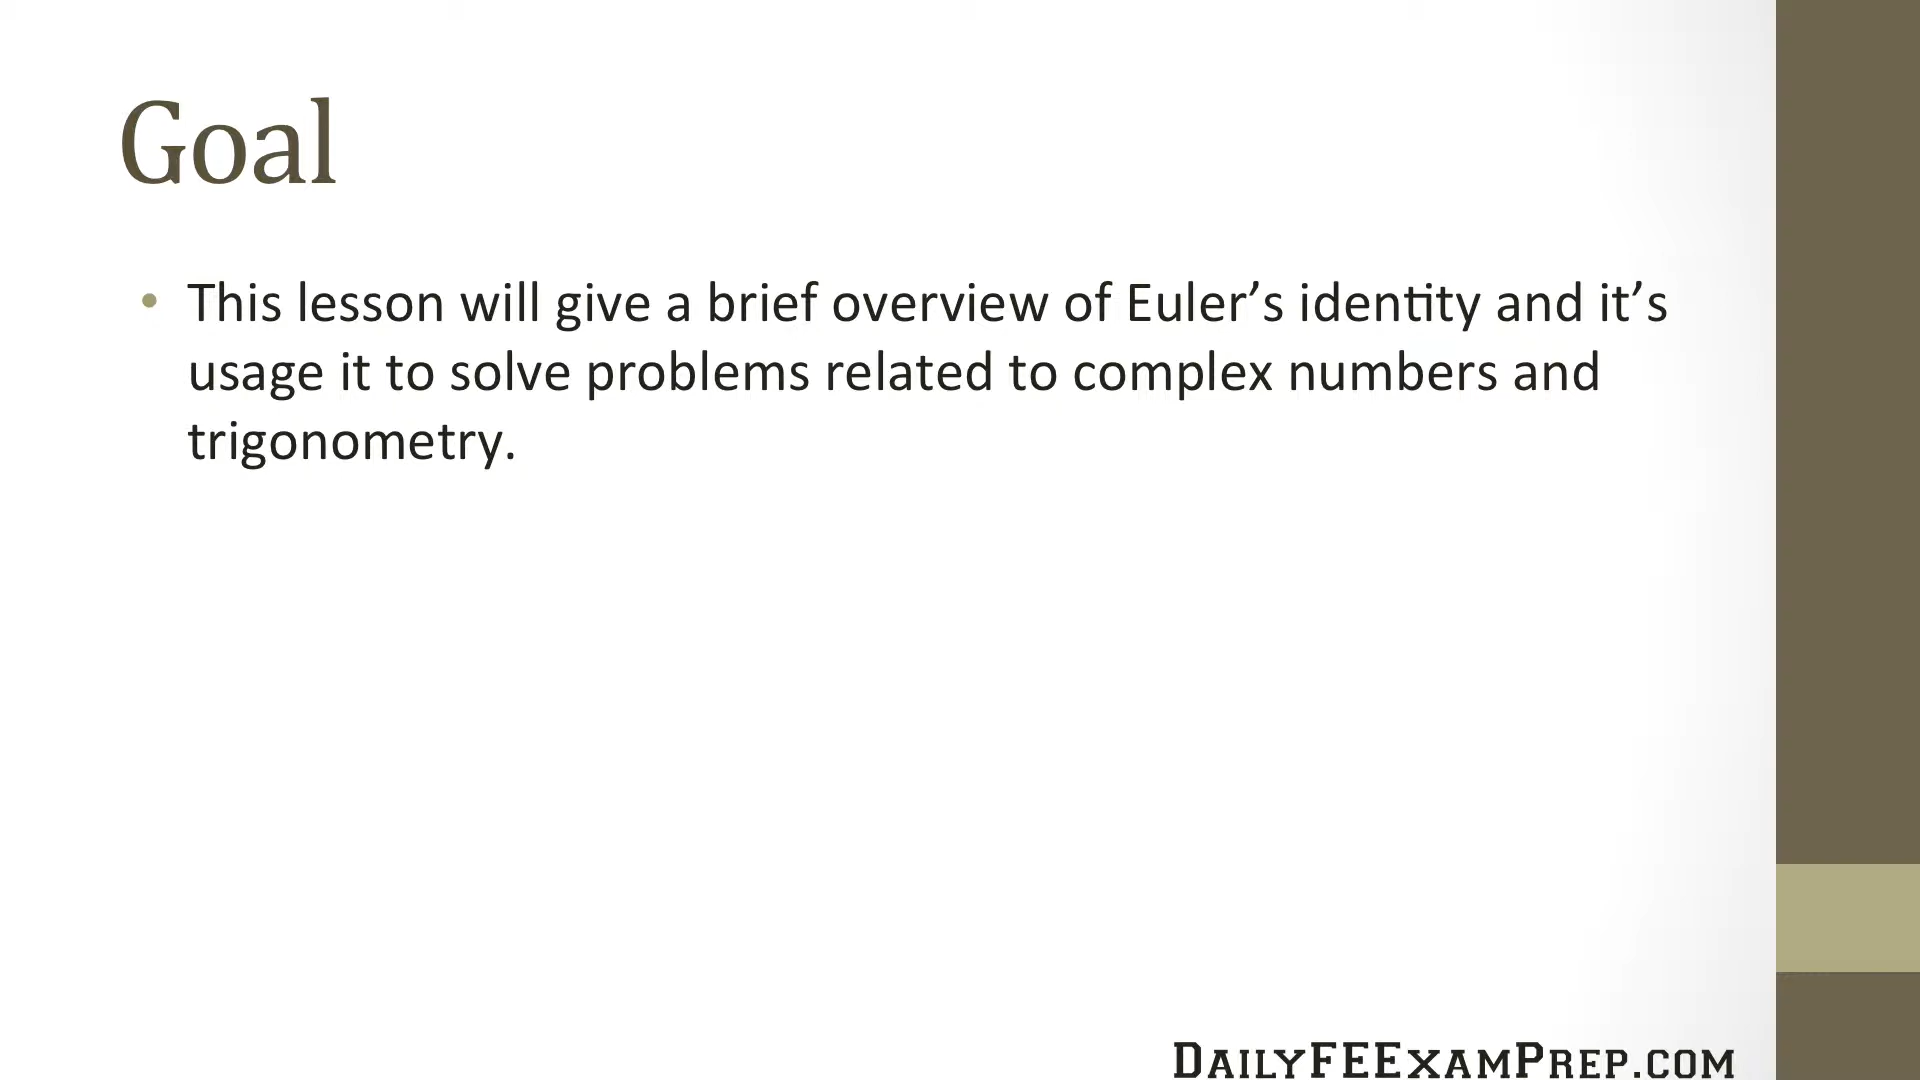 Goal
• This lesson will give a brief overview of Euler’s identity and it’s
usage it to solve problems related to complex numbers and
trigonometry.
DailyFEExamPrep.com